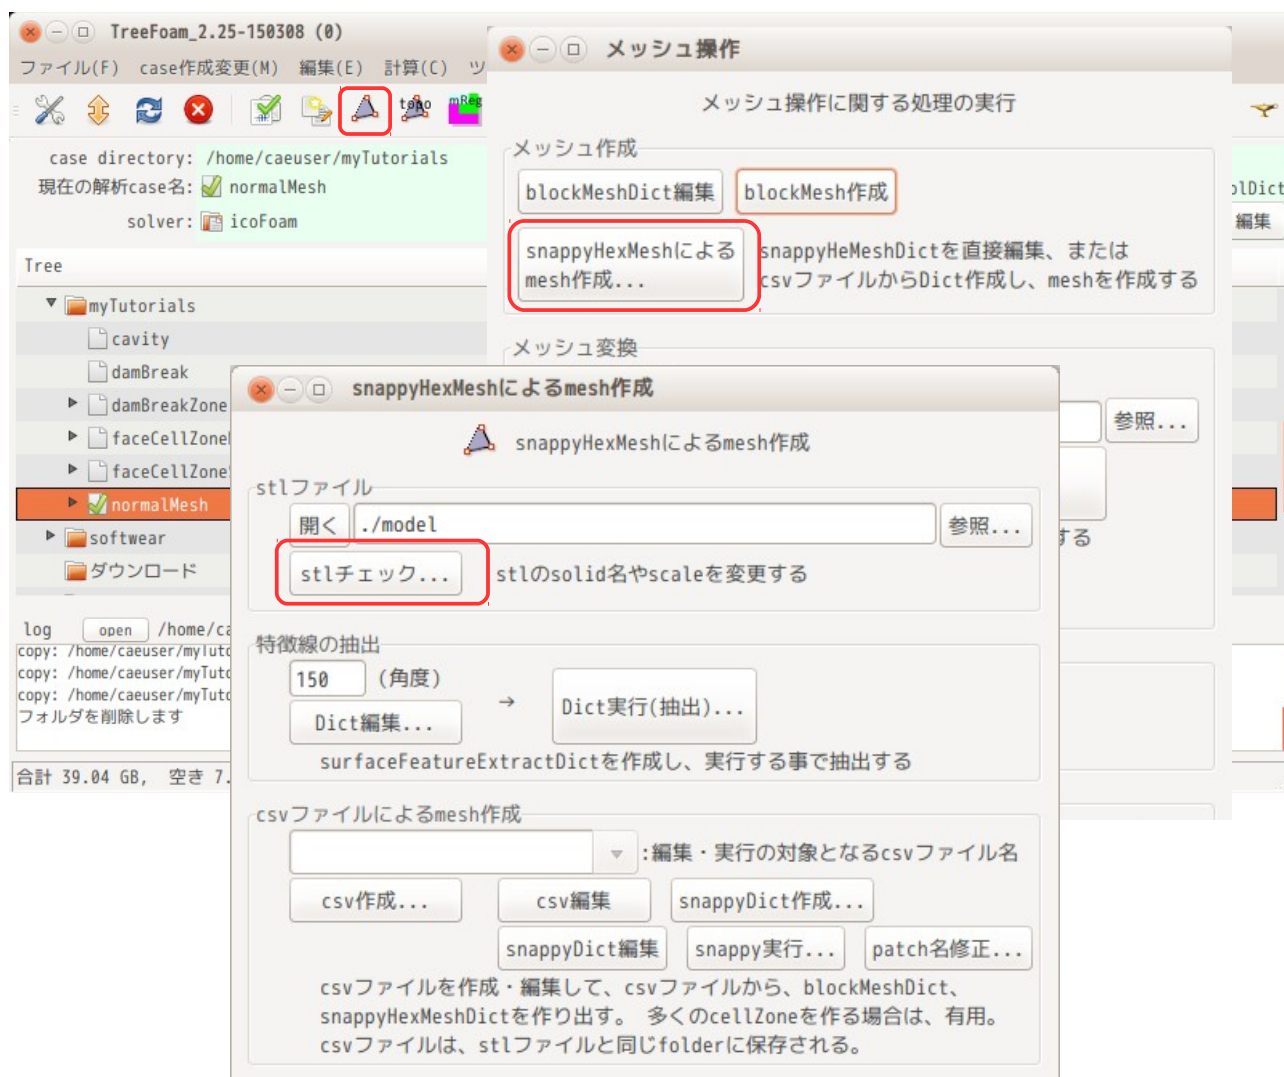 TreeFoam_2.25-150308 (0)
ファイル(F) case作成変更(M) 編集(E) 計算(C) ツ
topo
mReg
case directory: /home/caeuser/myTutorials
現在の解析case名: normalMesh
solver: icoFoam
olDict
編集
Tree
myTutorials
cavity
damBreak
damBreakZone
faceCellZone
faceCellZone
normalMesh
softwear
ダウンロード
log open /home/ca
copy: /home/caeuser/myTuto
copy: /home/caeuser/myTuto
copy: /home/caeuser/myTuto
フォルダを削除します
合計 39.04 GB, 空き 7.
メッシュ操作
メッシュ操作に関する処理の実行
メッシュ作成
blockMeshDict編集 blockMesh作成
snappyHexMeshによる
mesh作成...
snappyHeMeshDictを直接編集、または
csvファイルからDict作成し、meshを作成する
メッシュ変換
参照...
する
snappyHexMeshによるmesh作成
snappyHexMeshによるmesh作成
stlファイル
開く ./model 参照...
stlチェック... stlのsolid名やscaleを変更する
特徴線の抽出
150 (角度)
→ Dict実行(抽出)...
Dict編集...
surfaceFeatureExtractDictを作成し、実行する事で抽出する
csvファイルによるmesh作成
:編集・実行の対象となるcsvファイル名
csv作成... csv編集 snappyDict作成...
snappyDict編集 snappy実行... patch名修正...
csvファイルを作成・編集して、csvファイルから、blockMeshDict、
snappyHexMeshDictを作り出す。 多くのcellZoneを作る場合は、有用。
csvファイルは、stlファイルと同じfolderに保存される。